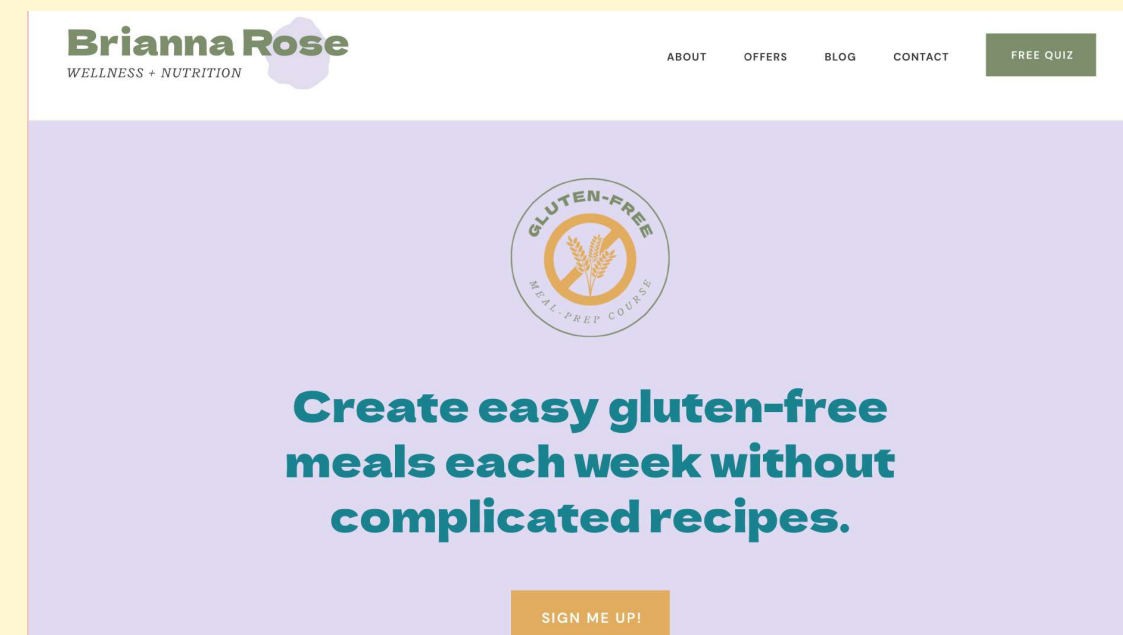 Brianna Rose
WELLNESS + NUTRITION
ABOUT
OFFERS
BLOG
CONTACT
FREE QUIZ
GLUTEN-FREE
MEAL-PREP COURSE
Create easy gluten-free
meals each week without
complicated recipes.
SIGN ME UP!